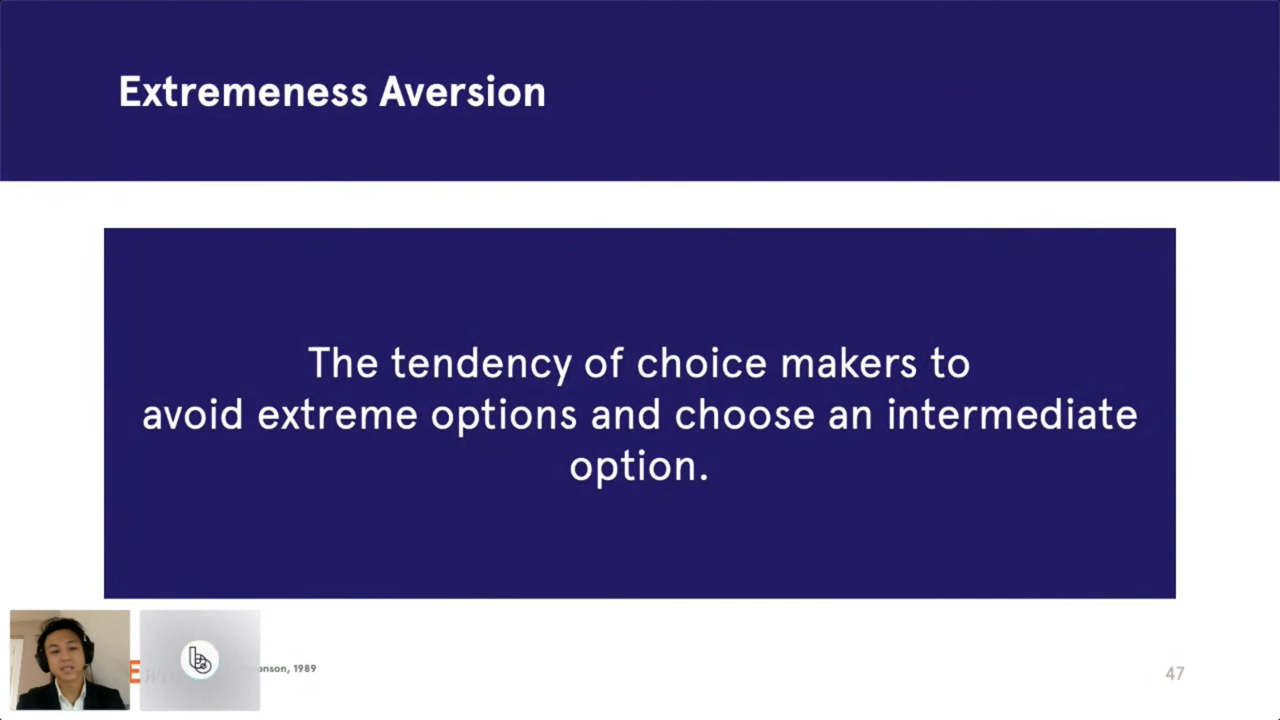 Extremeness Aversion
The tendency of choice makers to
avoid extreme options and choose an intermediate
option.
1989
47